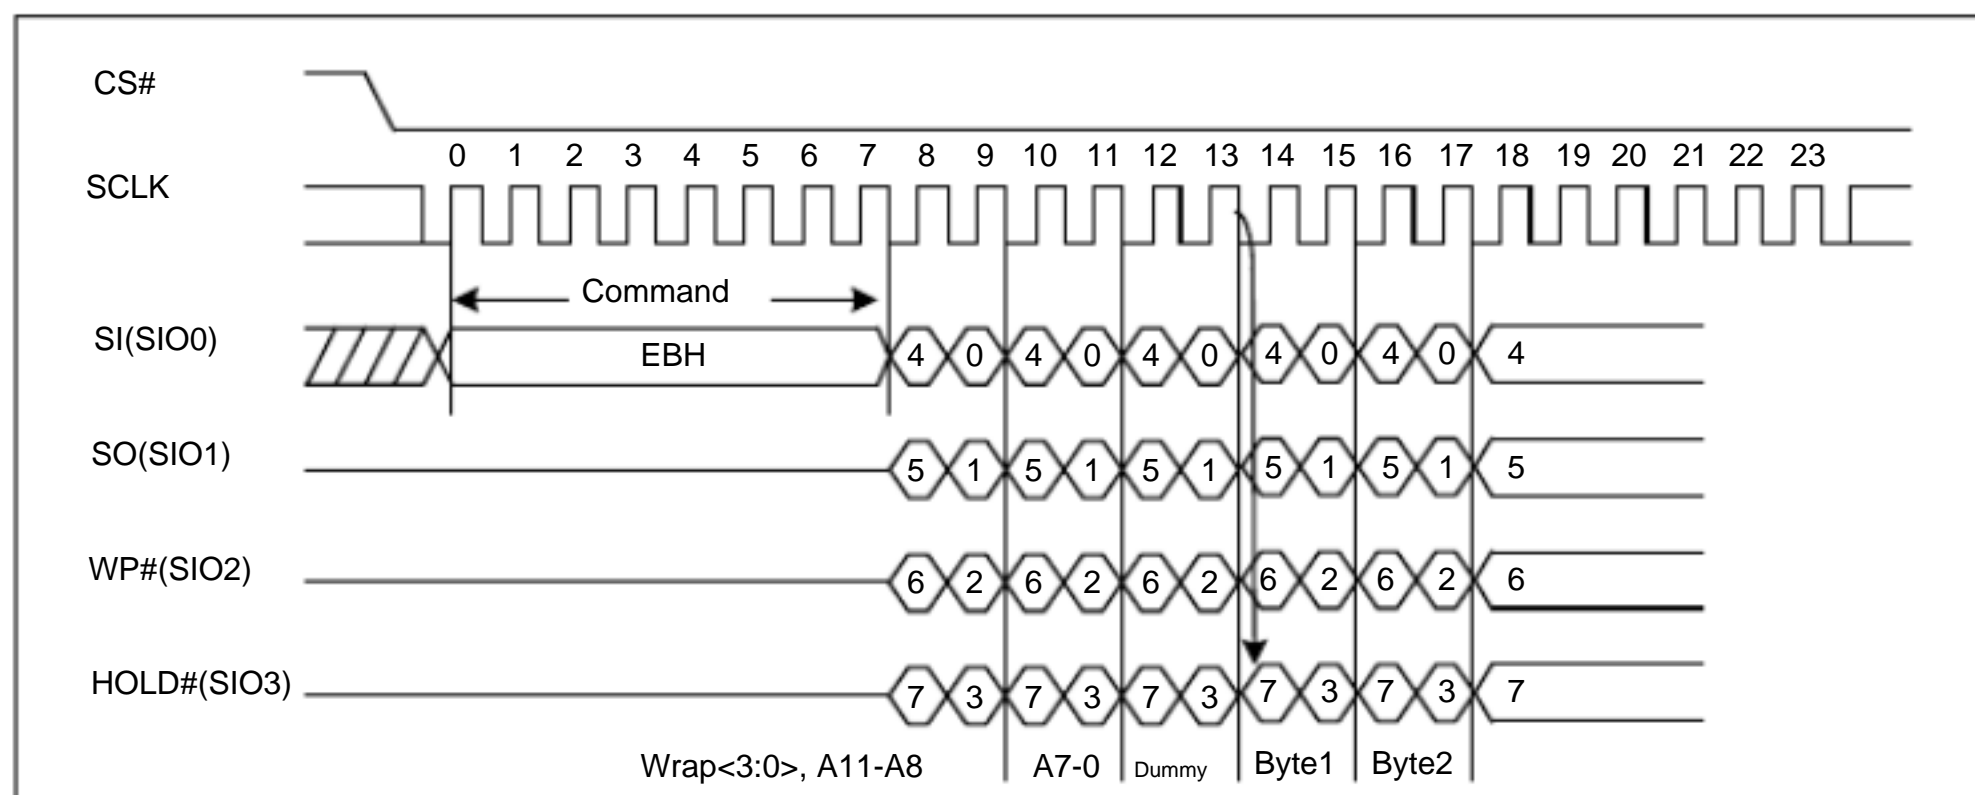 CS#
0 1 2 3 4 5 6 7 8 9 10 11 12 13 14 15 16 17 18 19 20 21 22 23
SCLK
Command
SI(SIO0) EBH 4 0 4 0 4 0 4 0 4 0 4
SO(SIO1) 5 1 5 1 5 1 5 1 5 1 5
WP#(SIO2) 6 2 6 2 6 2 6 2 6 2 6
HOLD#(SIO3) 7 3 7 3 7 3 7 3 7 3 7
Wrap<3:0>, A11-A8 A7-0 Dummy Byte1 Byte2